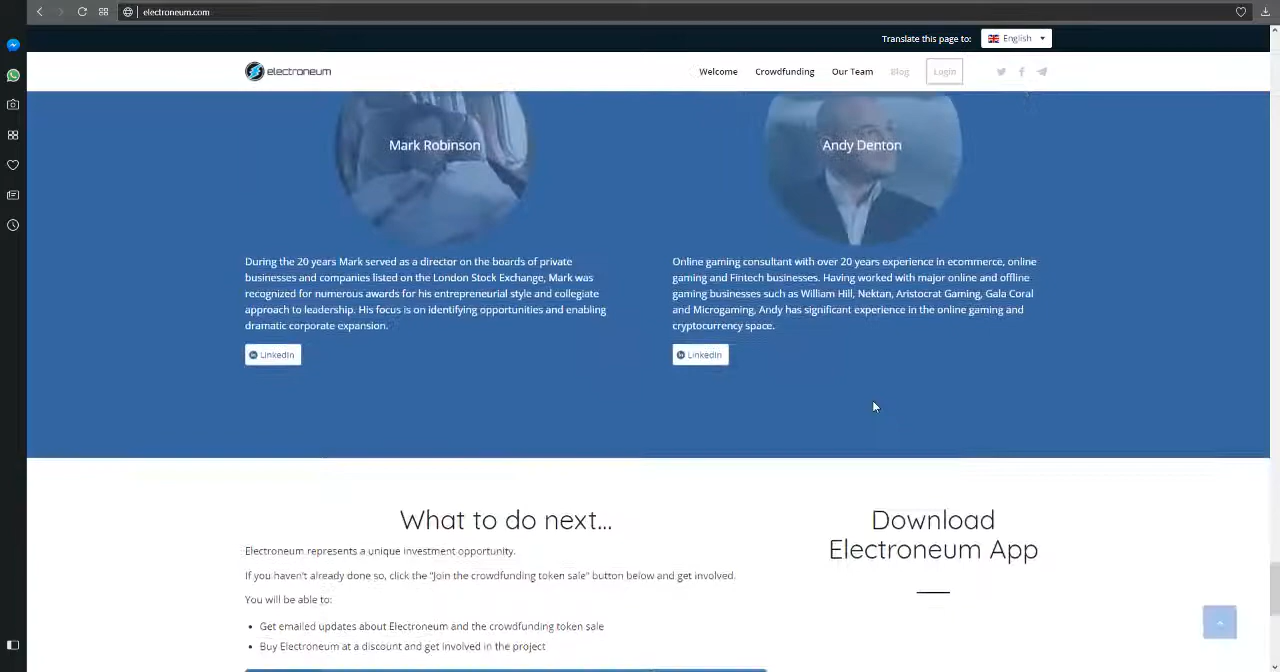 electroneum.com
Translate this page to:
English
electroneum
Welcome
Crowdfunding
Our Team
Blog
Login
Mark Robinson
Andy Denton
During the 20 years Mark served as a director on the boards of private
businesses and companies listed on the London Stock Exchange, Mark was
recognized for numerous awards for his entrepreneurial style and collegiate
approach to leadership. His focus is on identifying opportunities and enabling
dramatic corporate expansion.
LinkedIn
Online gaming consultant with over 20 years experience in ecommerce, online
gaming and Fintech businesses. Having worked with major online and offline
gaming businesses such as William Hill, Nektan, Aristocrat Gaming, Gala Coral
and Microgaming, Andy has significant experience in the online gaming and
cryptocurrency space.
LinkedIn
What to do next...
Electroneum represents a unique investment opportunity.
If you haven't already done so, click the "Join the crowdfunding token sale" button below and get involved.
You will be able to:
• Get emailed updates about Electroneum and the crowdfunding token sale
• Buy Electroneum at a discount and get involved in the project
Download
Electroneum App